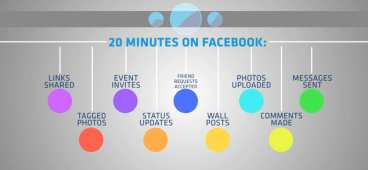 20 MINUTES ON FACEBOOK:
LINKS
SHARED
EVENT
INVITES
FRIEND
REQUESTS
ACCEPTED
PHOTOS
UPLOADED
MESSAGES
SENT
TAGGED
PHOTOS
STATUS
UPDATES
WALL
POSTS
COMMENTS
MADE